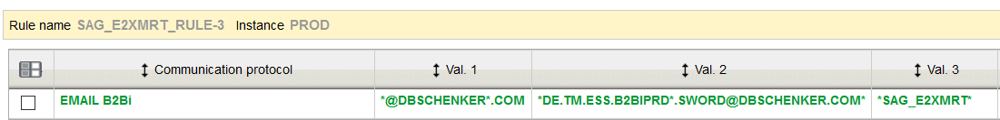 Rule name SAG_E2XMRT_RULE-3 Instance PROD
Communication protocol Val. 1 Val. 2 Val. 3
EMAIL B2Bi *@DBSCHENKER*.COM *DE.TM.ESS.B2BIPRD*.SWORD@DBSCHENKER.COM* *SAG_E2XMRT*